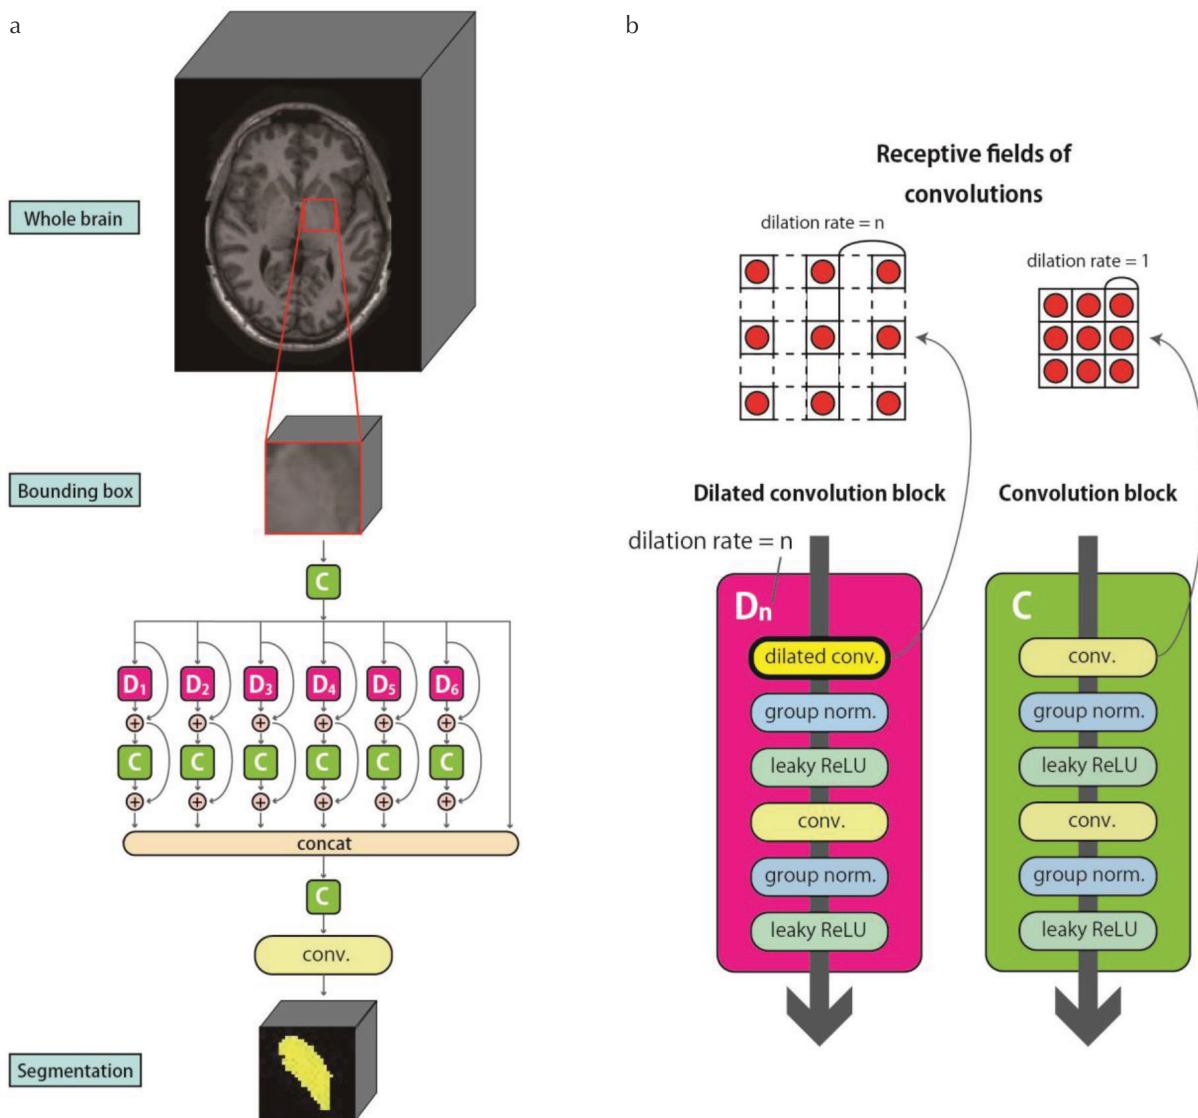 a
Whole brain
Bounding box
C
D1 D2 D3 D4 D5 D6
+ + + + + +
C C C C C C
+ + + + + +
concat
C
conv.
Segmentation
b
Receptive fields of
convolutions
dilation rate = n
dilation rate = 1
Dilated convolution block
dilation rate = n
Dn
dilated conv.
group norm.
leaky ReLU
conv.
group norm.
leaky ReLU
Convolution block
C
conv.
group norm.
leaky ReLU
conv.
group norm.
leaky ReLU